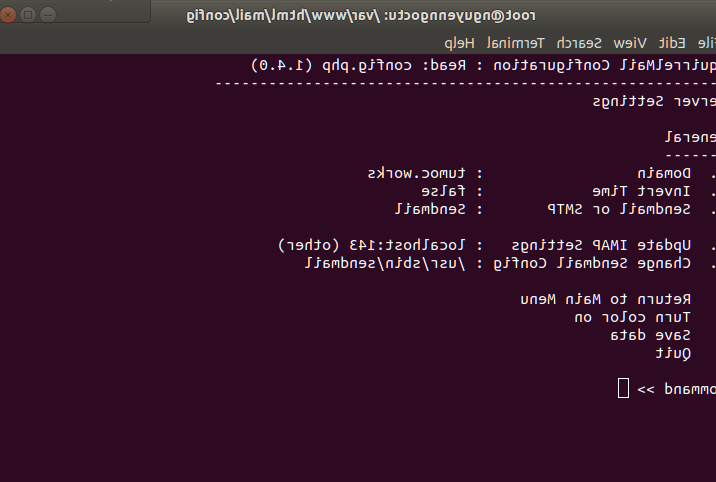 root@nguyenngoctu: /var/www/html/mail/config
File Edit View Search Terminal Help
quirrelMail Configuration : Read: config.php (1.4.0)
---------------------------------------------------------
erver Settings
eneral
------
. Domain : tumoc.works
. Invert Time : false
. Sendmail or SMTP : Sendmail
. Update IMAP Settings : localhost:143 (other)
. Change Sendmail Config : /usr/sbin/sendmail
Return to Main Menu
Turn color on
Save data
Quit
ommand >>